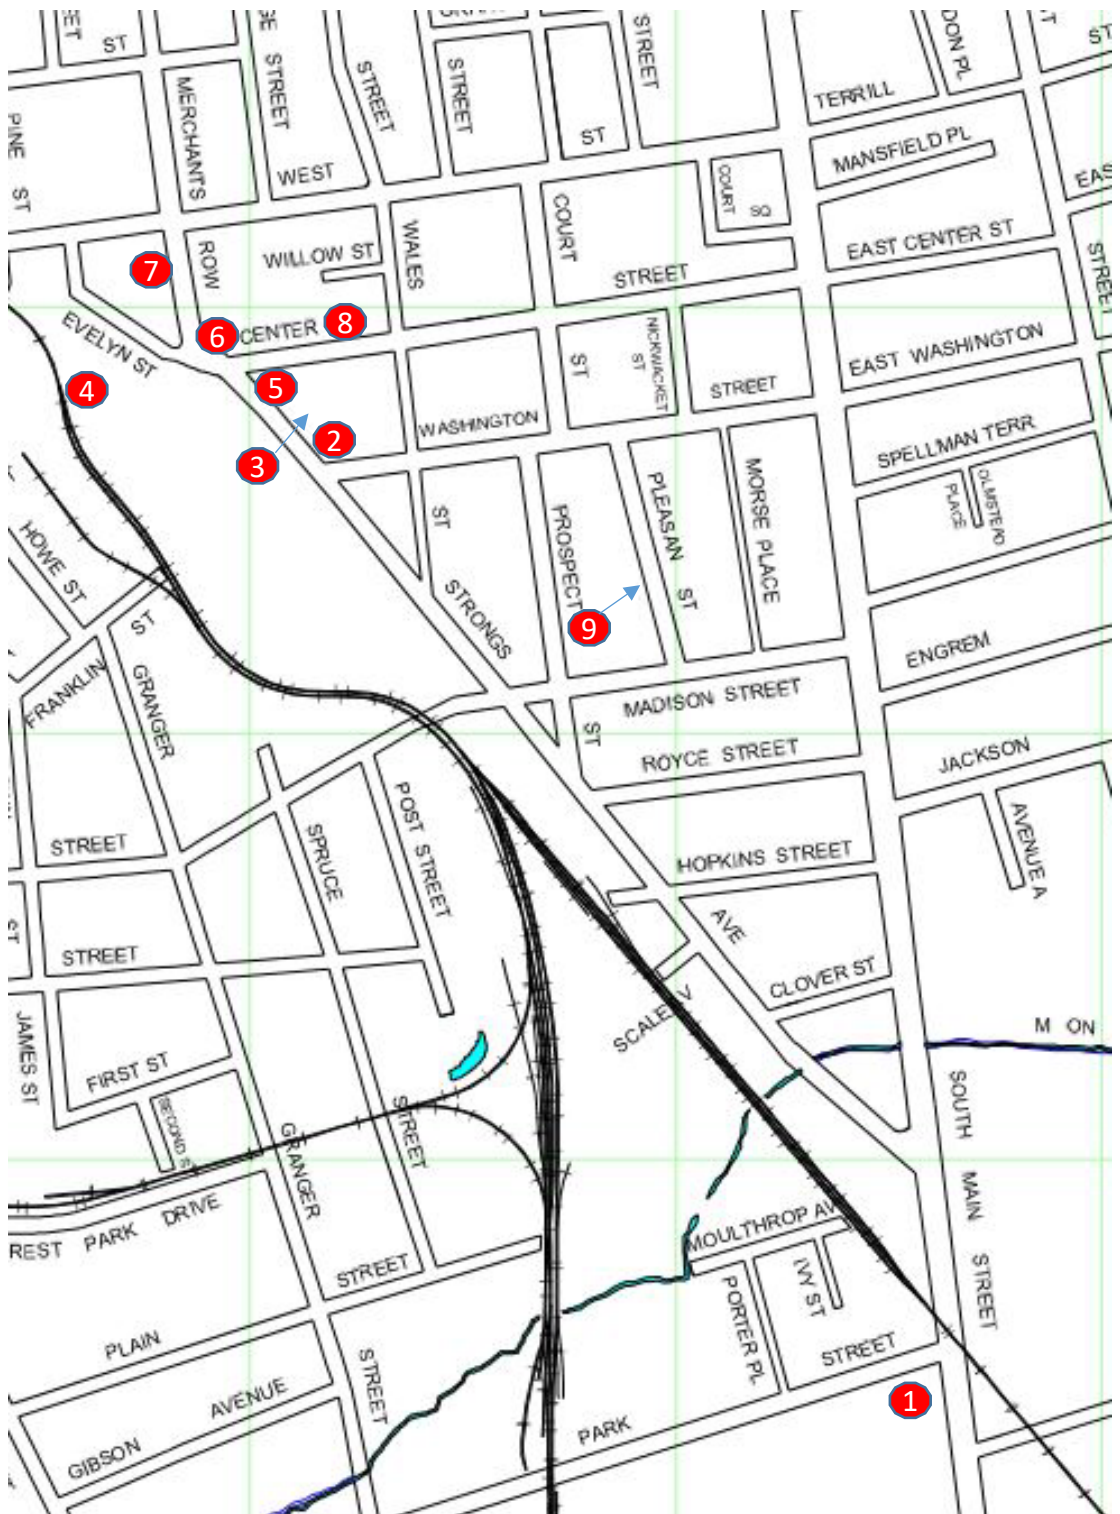 ST
STREET
STREET
STREET
STREET
DON PL
ST
MERCHANTS
PINE ST
ST
TERRILL
MANSFIELD PL
WEST
COURT
COURT
SQ
EAST CENTER ST
ROW
WILLOW ST
WALES
STREET
STREET
7
6
CENTER
8
EVELYN ST
4
5
ST
NICKWACKET
ST
STREET
EAST WASHINGTON
WASHINGTON
2
3
SPELLMAN TERR
OLMSTEAD
PLACE
PLEASAN
ST
MORSE PLACE
PROSPECT
ST
HOWE ST
STRONGS
9
ST
FRANKLIN
GRANGER
ENGREM
MADISON STREET
ST
ROYCE STREET
JACKSON
POST STREET
AVENUE A
SPRUCE
STREET
HOPKINS STREET
AVE
ST
STREET
CLOVER ST
SCALE
M ON
JAMES ST
FIRST ST
SECOND S
STREET
GRANGER
SOUTH
MAIN
STREET
REST PARK DRIVE
MOULTHROP AV
STREET
IVY ST
PORTER PL
PLAIN
STREET
STREET
AVENUE
GIBSON
PARK
1